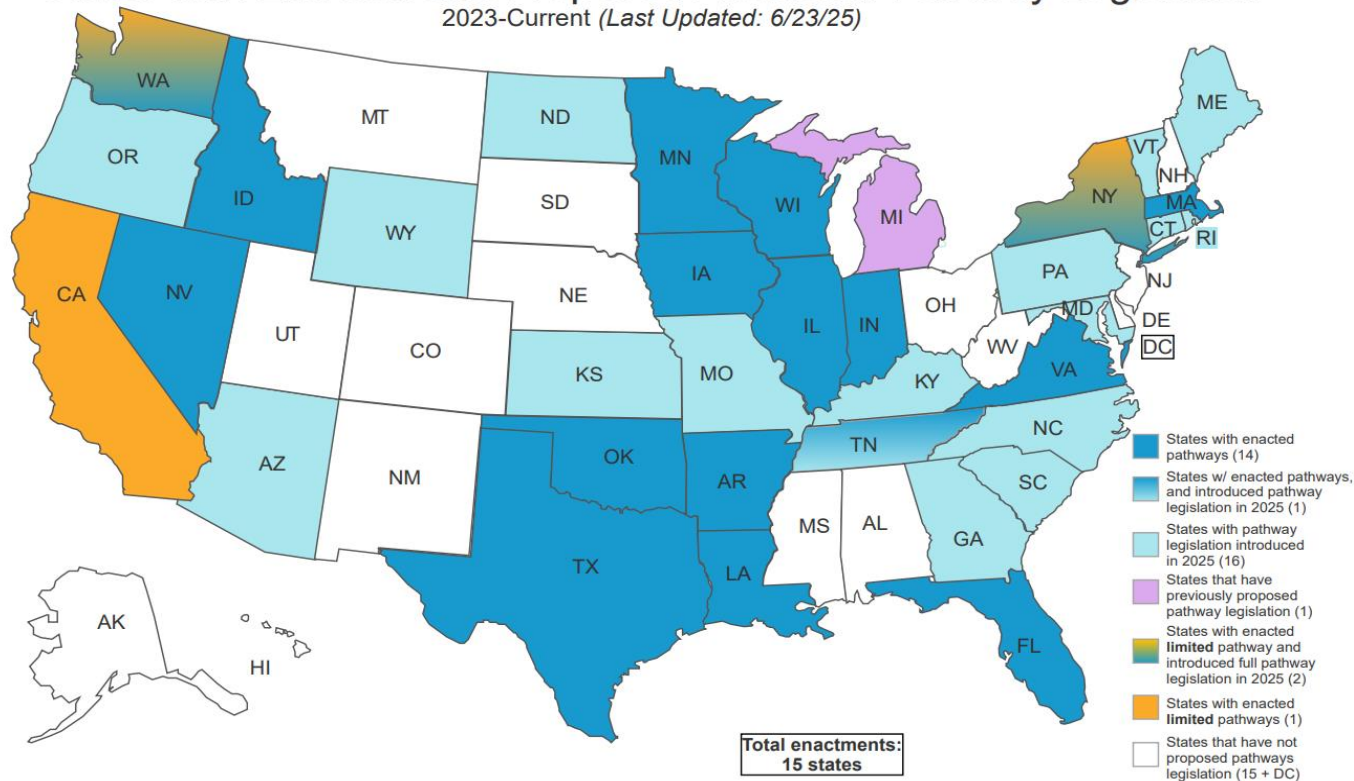 2023-Current (Last Updated: 6/23/25)
WA
OR
CA
ID
NV
MT
WY
UT
AZ
CO
NM
ND
SD
NE
KS
OK
TX
MN
IA
MO
AR
LA
WI
IL
MI
IN
OH
KY
TN
MS
AL
GA
FL
SC
NC
VA
WV
PA
NY
VT
NH
ME
MA
CT
RI
NJ
MD
DE
DC
AK
HI
States with enacted
pathways (14)
States w/ enacted pathways,
and introduced pathway
legislation in 2025 (1)
States with pathway
legislation introduced
in 2025 (16)
States that have
previously proposed
pathway legislation (1)
States with enacted
limited pathway and
introduced full pathway
legislation in 2025 (2)
States with enacted
limited pathways (1)
States that have not
proposed pathways
legislation (15 + DC)
Total enactments:
15 states